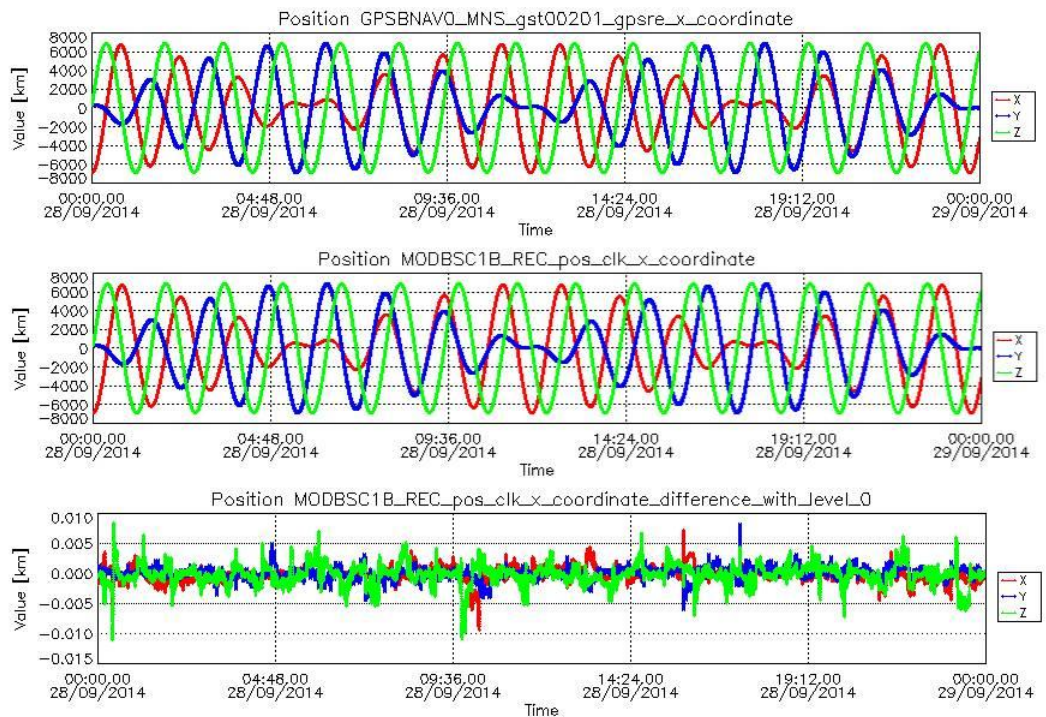 Position GPSBNAV0_MNS_gst00201_gpsre_x_coordinate
Value [km]
8000
6000
4000
2000
0
-2000
-4000
-6000
-8000
X
Y
Z
00:00.00 04:48.00 09:36.00 14:24.00 19:12.00 00:00.00
28/09/2014 28/09/2014 28/09/2014 28/09/2014 28/09/2014 29/09/2014
Time
Position MODBSC1B_REC_pos_clk_x_coordinate
Value [km]
8000
6000
4000
2000
0
-2000
-4000
-6000
-8000
X
Y
Z
00:00.00 04:48.00 09:36.00 14:24.00 19:12.00 00:00.00
28/09/2014 28/09/2014 28/09/2014 28/09/2014 28/09/2014 29/09/2014
Time
Position MODBSC1B_REC_pos_clk_x_coordinate_difference_with_level_0
Value [km]
0.010
0.005
0.000
-0.005
-0.010
-0.015
X
Y
Z
00:00.00 04:48.00 09:36.00 14:24.00 19:12.00 00:00.00
28/09/2014 28/09/2014 28/09/2014 28/09/2014 28/09/2014 29/09/2014
Time